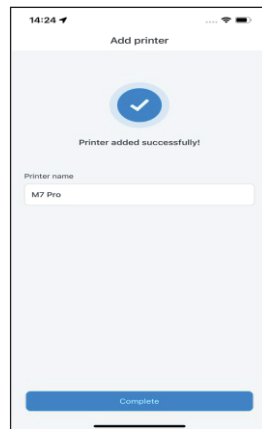 14:24
Add printer
Printer added successfully!
Printer name
M7 Pro
Complete